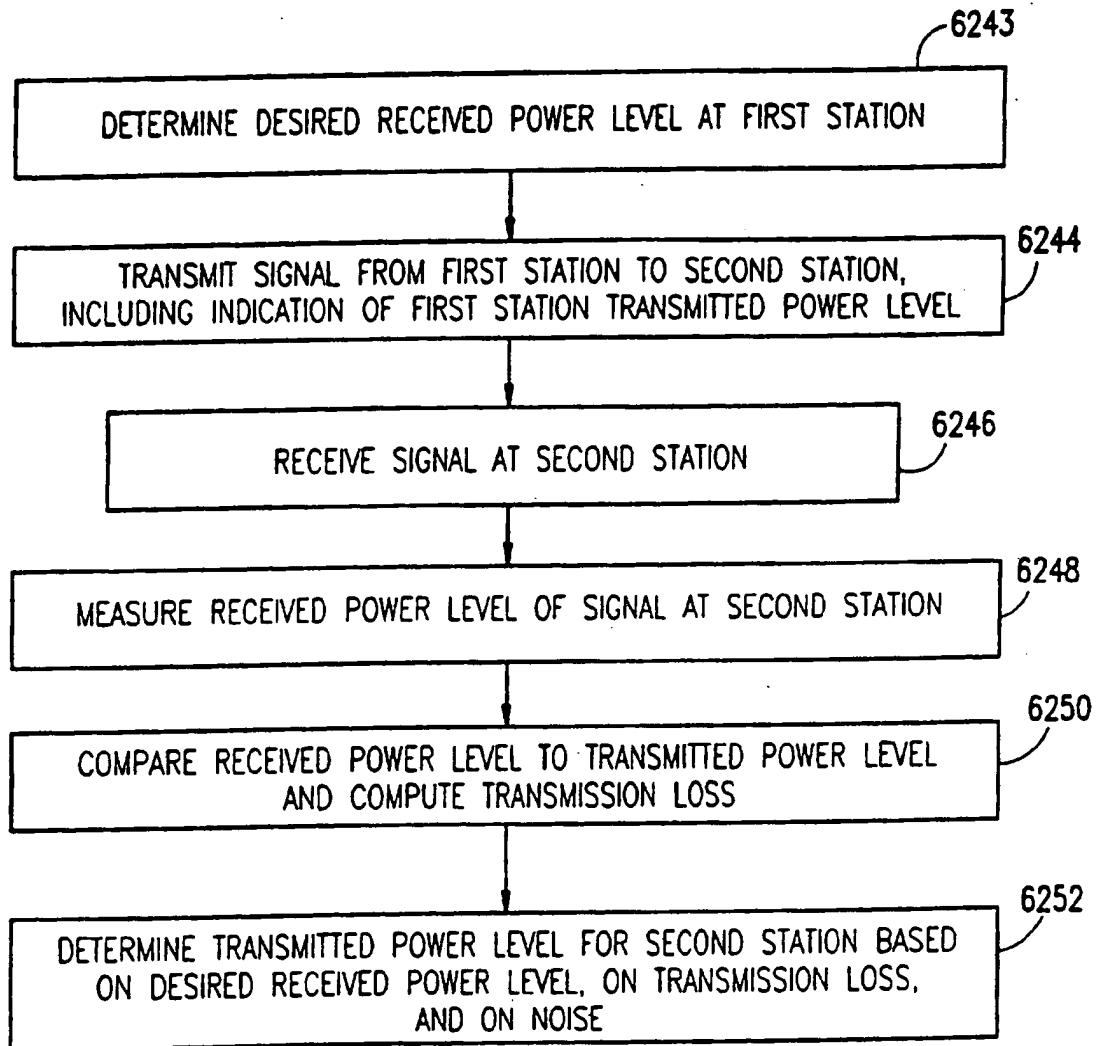 6243
DETERMINE DESIRED RECEIVED POWER LEVEL AT FIRST STATION
6244
TRANSMIT SIGNAL FROM FIRST STATION TO SECOND STATION,
INCLUDING INDICATION OF FIRST STATION TRANSMITTED POWER LEVEL
6246
RECEIVE SIGNAL AT SECOND STATION
6248
MEASURE RECEIVED POWER LEVEL OF SIGNAL AT SECOND STATION
6250
COMPARE RECEIVED POWER LEVEL TO TRANSMITTED POWER LEVEL
AND COMPUTE TRANSMISSION LOSS
6252
DETERMINE TRANSMITTED POWER LEVEL FOR SECOND STATION BASED
ON DESIRED RECEIVED POWER LEVEL, ON TRANSMISSION LOSS,
AND ON NOISE